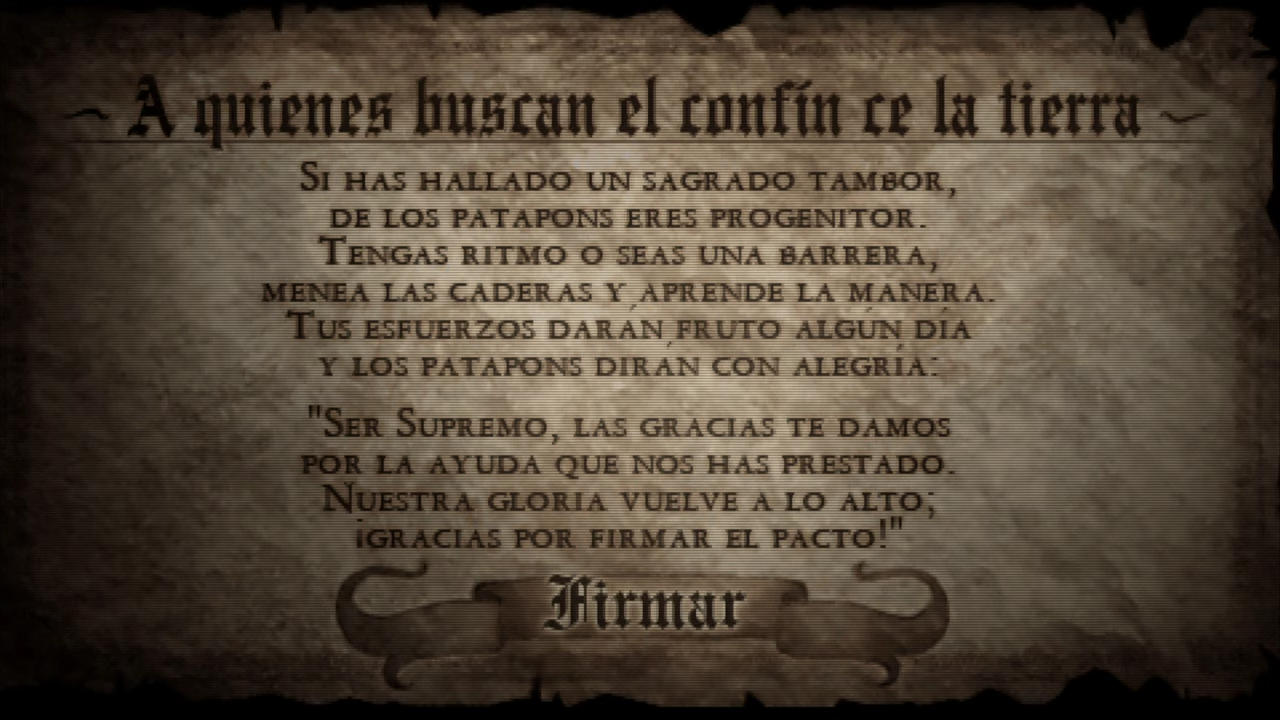 ~ A quienes buscan el confín ce la tierra ~
Si has hallado un sagrado tambor,
de los patapons eres progenitor.
Tengas ritmo o seas una barrera,
menea las caderas y aprende la manera.
Tus esfuerzos darán fruto algún día
y los patapons dirán con alegría:
"Ser Supremo, las gracias te damos
por la ayuda que nos has prestado.
Nuestra gloria vuelve a lo alto;
¡gracias por firmar el pacto!"
Firmar